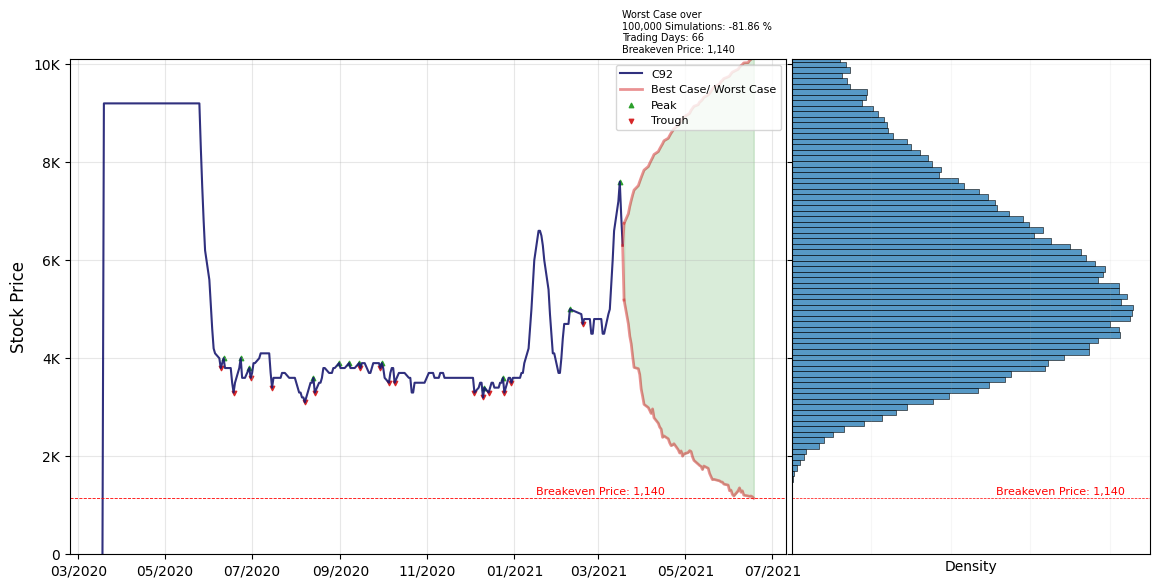 Worst Case over
100,000 Simulations: -81.86 %
Trading Days: 66
Breakeven Price: 1,140
10K
8K
6K
4K
2K
0
Stock Price
C92
Best Case/ Worst Case
Peak
Trough
Breakeven Price: 1,140
Breakeven Price: 1,140
03/2020 05/2020 07/2020 09/2020 11/2020 01/2021 03/2021 05/2021 07/2021
Density